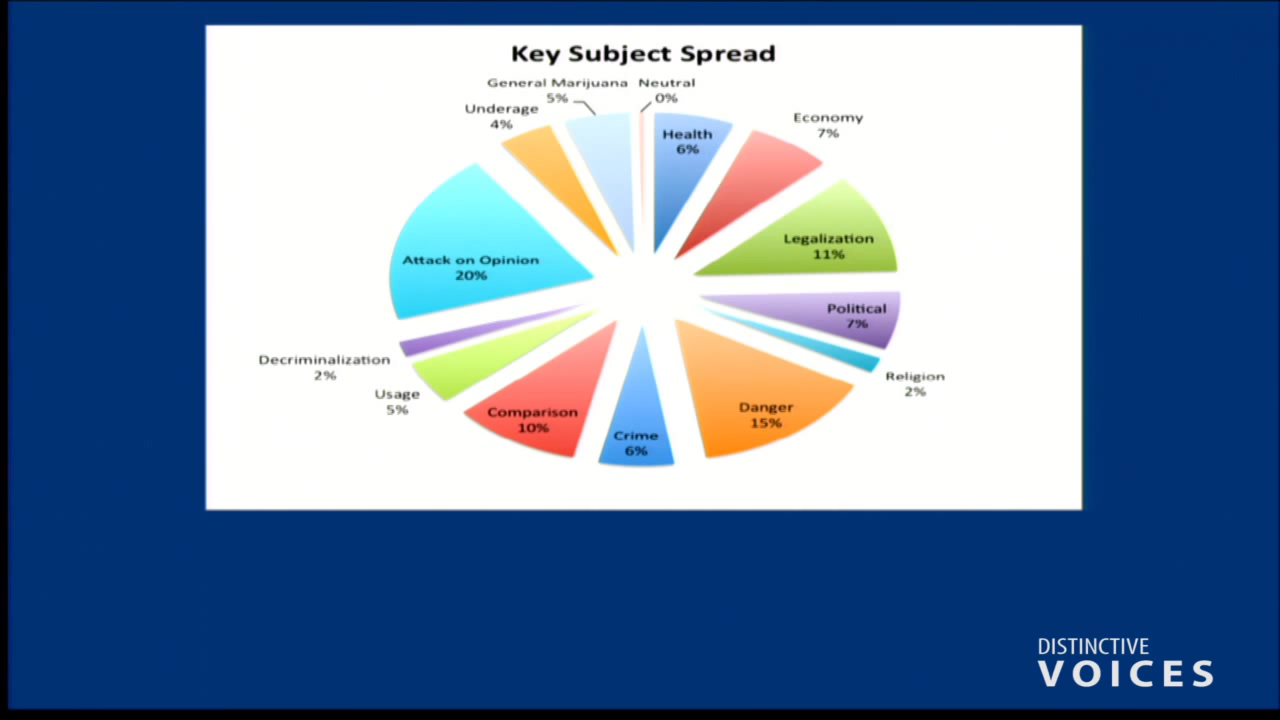 Key Subject Spread
General Marijuana
5%
Neutral
0%
Underage
4%
Health
6%
Economy
7%
Legalization
11%
Attack on Opinion
20%
Political
7%
Decriminalization
2%
Religion
2%
Usage
5%
Comparison
10%
Danger
15%
Crime
6%
DISTINCTIVE
VOICES